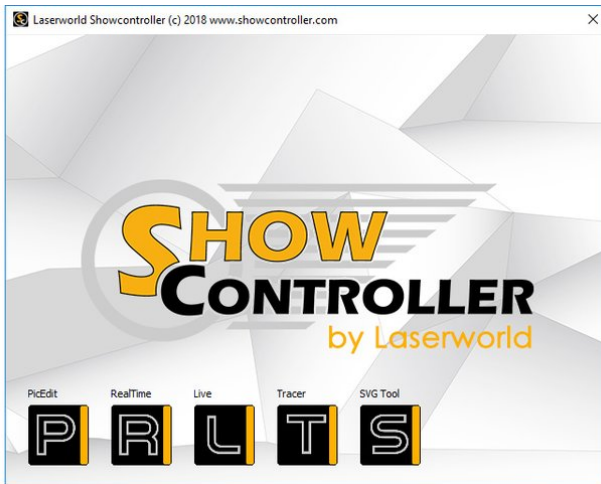 Laserworld Showcontroller (c) 2018 www.showcontroller.com
SHOW
CONTROLLER
by Laserworld
PicEdit RealTime Live Tracer SVG Tool
P R L T S